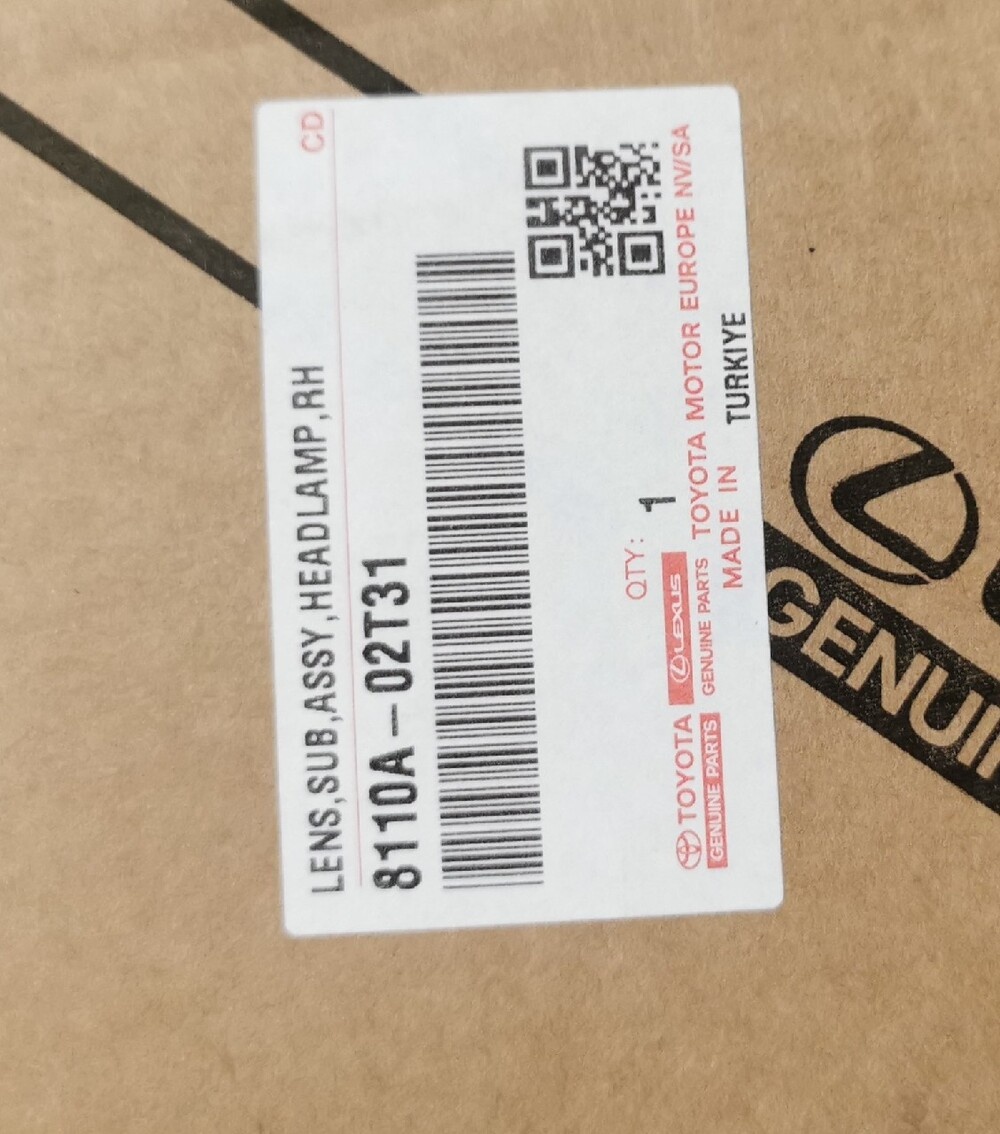 CD
LENS,SUB,ASSY,HEADLAMP,RH
8110A-02T31
QTY: 1
TOYOTA LEXUS TOYOTA MOTOR EUROPE NV/SA
GENUINE PARTS GENUINE PARTS MADE IN TURKIYE